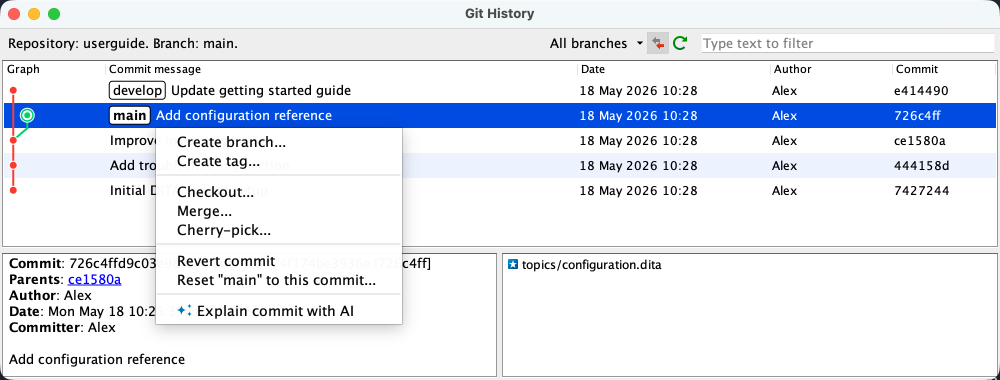 Git History
Repository: userguide. Branch: main.
All branches
Type text to filter
Graph Commit message Date Author Commit
develop Update getting started guide 18 May 2026 10:28 Alex e414490
main Add configuration reference 18 May 2026 10:28 Alex 726c4ff
Improve 18 May 2026 10:28 Alex ce1580a
Add 18 May 2026 10:28 Alex 444158d
Initial 18 May 2026 10:28 Alex 7427244
Create branch...
Create tag...
Checkout...
Merge...
Cherry-pick...
Revert commit
Reset "main" to this commit...
Explain commit with AI
Commit: 726c4ffd9c03
Parents: ce1580a
Author: Alex
Date: Mon May 18 10:2
Committer: Alex
Add configuration reference
topics/configuration.dita